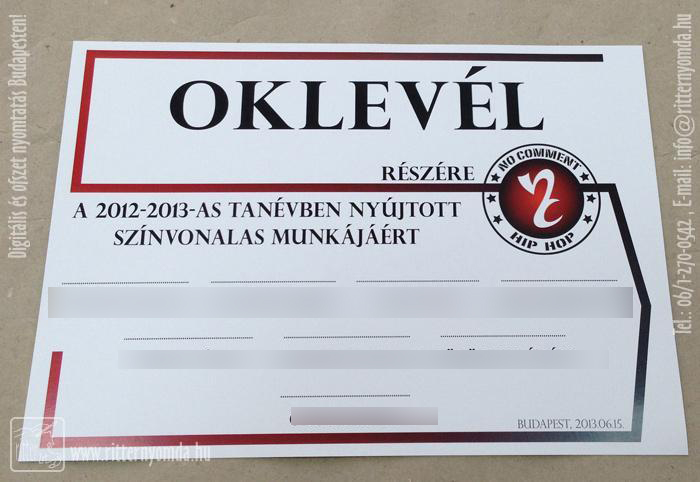 OKLEVÉL
RÉSZÉRE
NO COMMENT
HIP HOP
A 2012-2013-AS TANÉVBEN NYÚJTOTT
SZÍNVONALAS MUNKÁJÁÉRT
BUDAPEST, 2013.06.15.
www.ritternyomda.hu
Digitális és ofszet nyomtatás Budapesten!
Tel.: 06/1-270-0542 E-mail: info@ritternyomda.hu